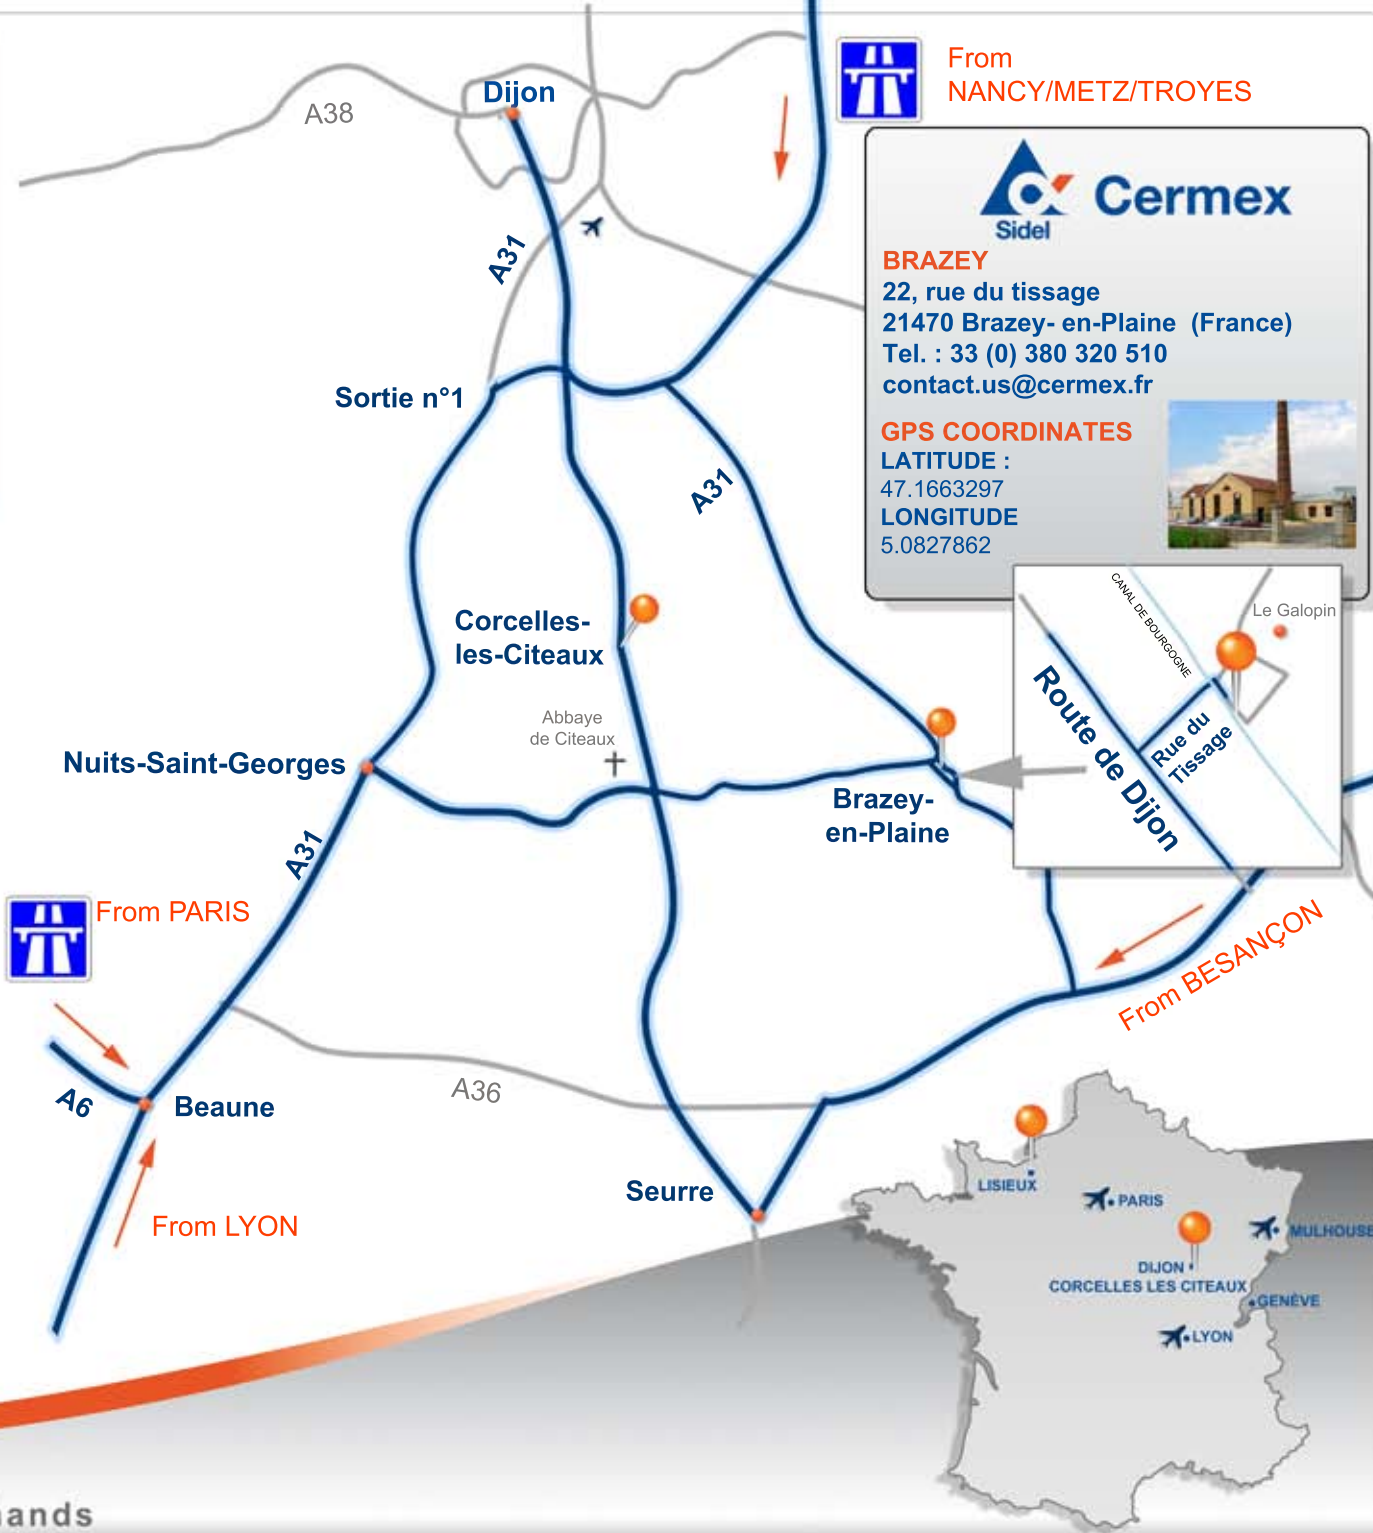 From
NANCY/METZ/TROYES
Dijon
A38
Sidel
Cermex
BRAZEY
22, rue du tissage
21470 Brazey- en-Plaine (France)
Tel. : 33 (0) 380 320 510
contact.us@cermex.fr
GPS COORDINATES
LATITUDE :
47.1663297
LONGITUDE
5.0827862
A31
Sortie n°1
A31
Corcelles-
les-Citeaux
Abbaye
de Citeaux
Nuits-Saint-Georges
Brazey-
en-Plaine
CANAL DE BOURGOGNE
Le Galopin
Route de Dijon
Rue du
Tissage
A31
From PARIS
From BESANÇON
A6
Beaune
A36
From LYON
Seurre
LISIEUX
PARIS
MULHOUSE
DIJON
CORCELLES LES CITEAUX
GENÈVE
LYON
ands